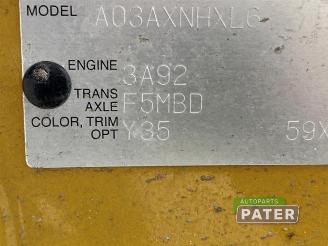 MODEL A03AXNHXL6
ENGINE 3A92
TRANS AXLE F5MBD
COLOR, TRIM OPT Y35 59X
AUTOPARTS
PATER